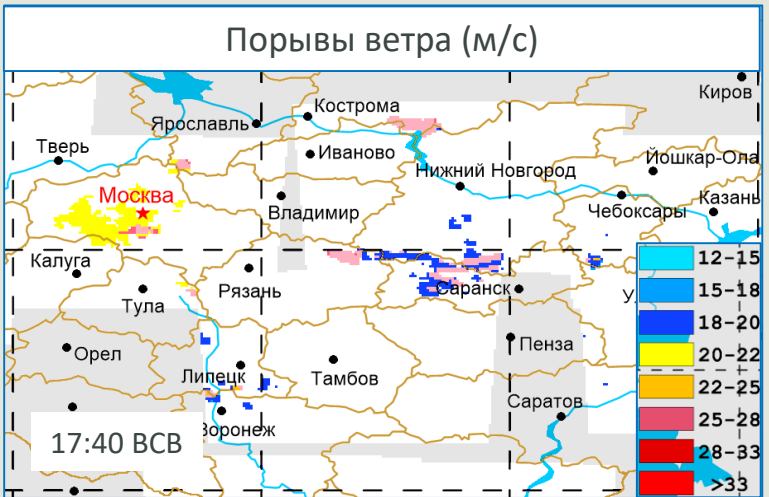 Порывы ветра (м/с)
Киров
Кострома
Ярославль
Тверь
Иваново
Йошкар-Ола
Нижний Новгород
Москва
Казань
Владимир
Чебоксары
Калуга
Рязань
Саранск
Тула
У
Пенза
Орел
Липецк
Тамбов
Саратов
Воронеж
17:40 ВСВ
12-15
15-18
18-20
20-22
22-25
25-28
28-33
>33